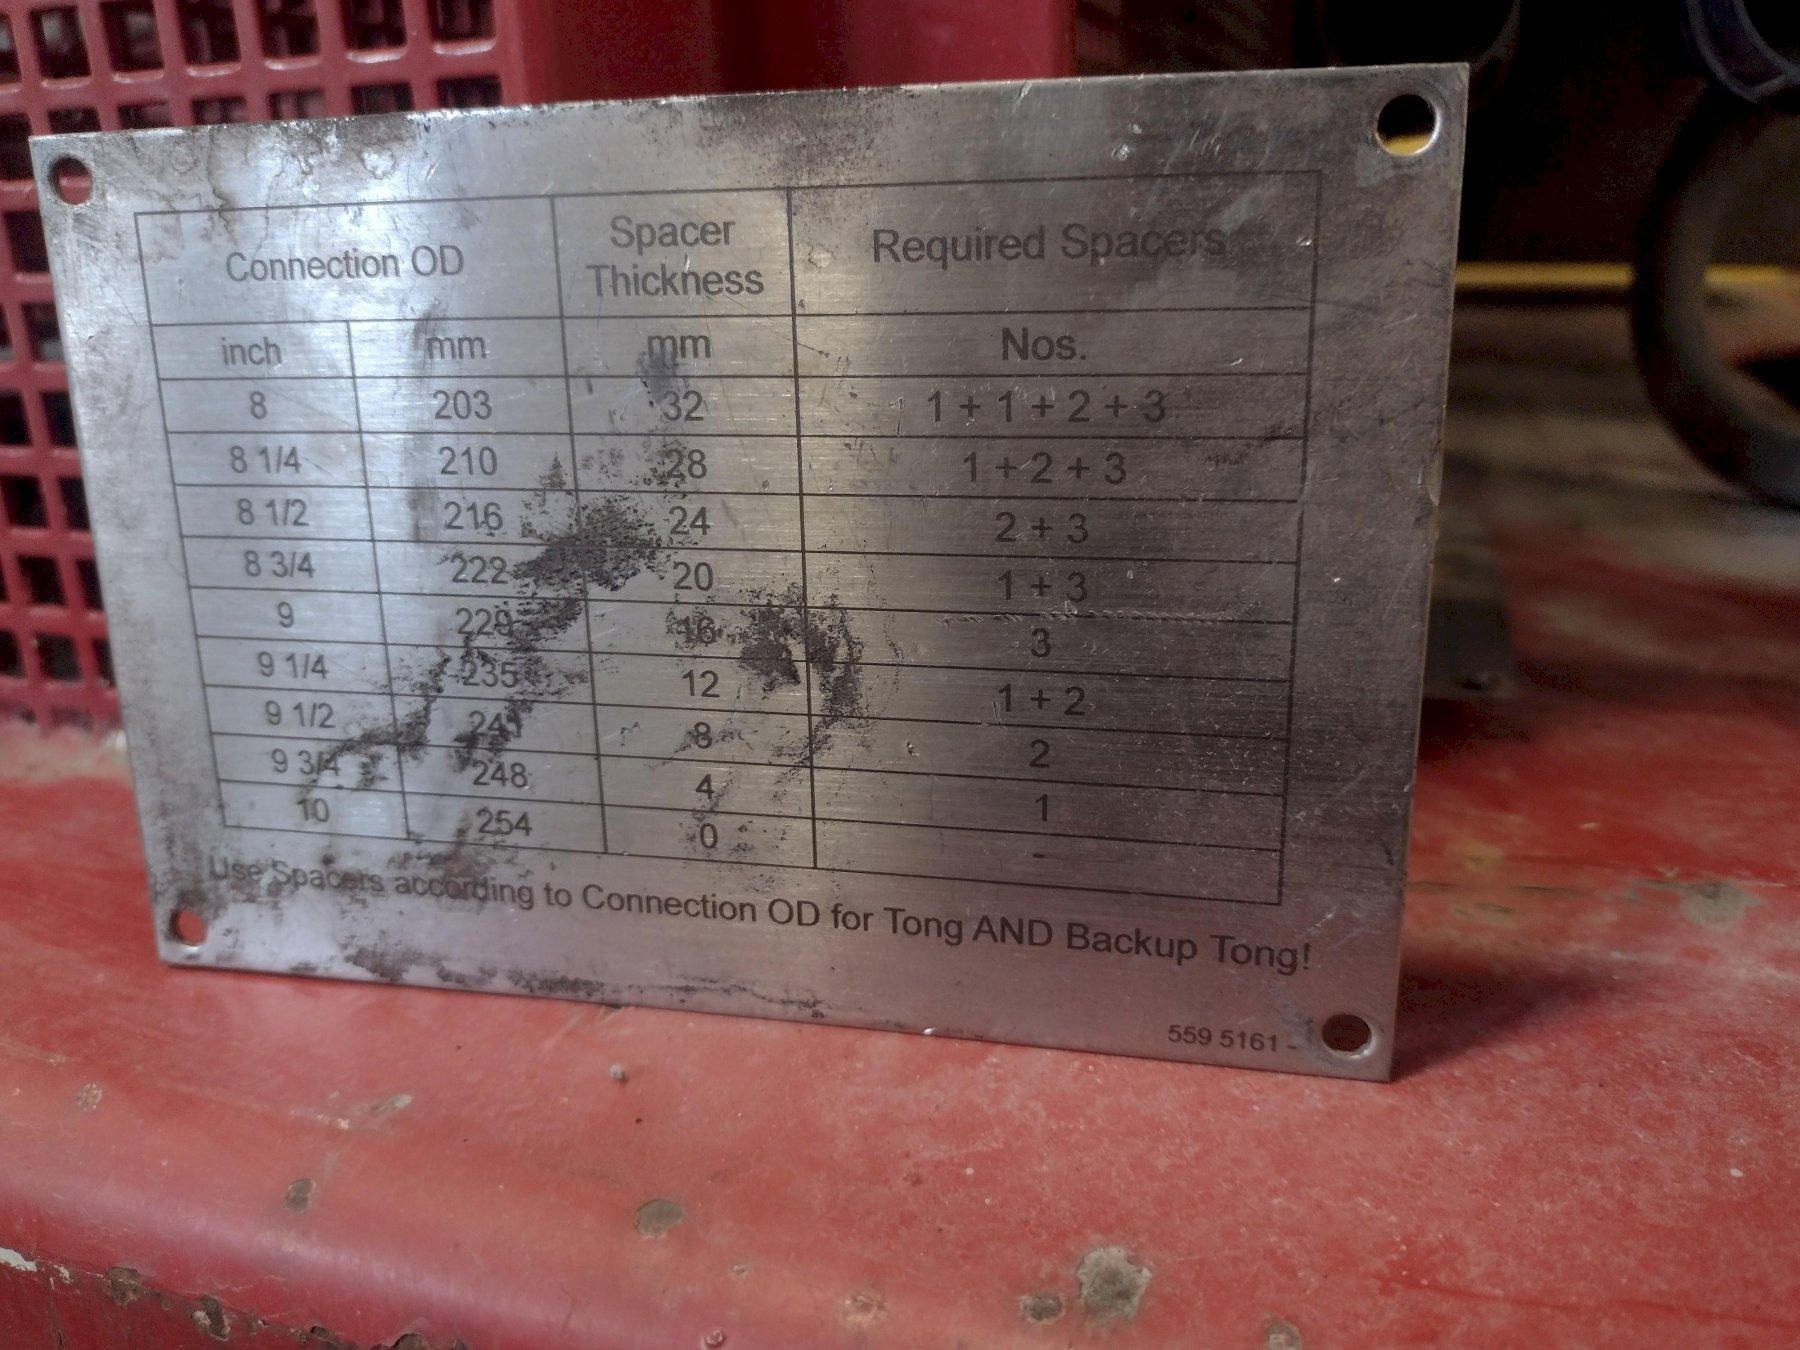 Connection OD Spacer Thickness Required Spacers
inch mm mm Nos.
8 203 32 1 + 1 + 2 + 3
8 1/4 210 28 1 + 2 + 3
8 1/2 216 24 2 + 3
8 3/4 222 20 1 + 3
9 229 16 3
9 1/4 235 12 1 + 2
9 1/2 241 8 2
9 3/4 248 4 1
10 254 0 -
Use Spacers according to Connection OD for Tong AND Backup Tong!
559 5161 -